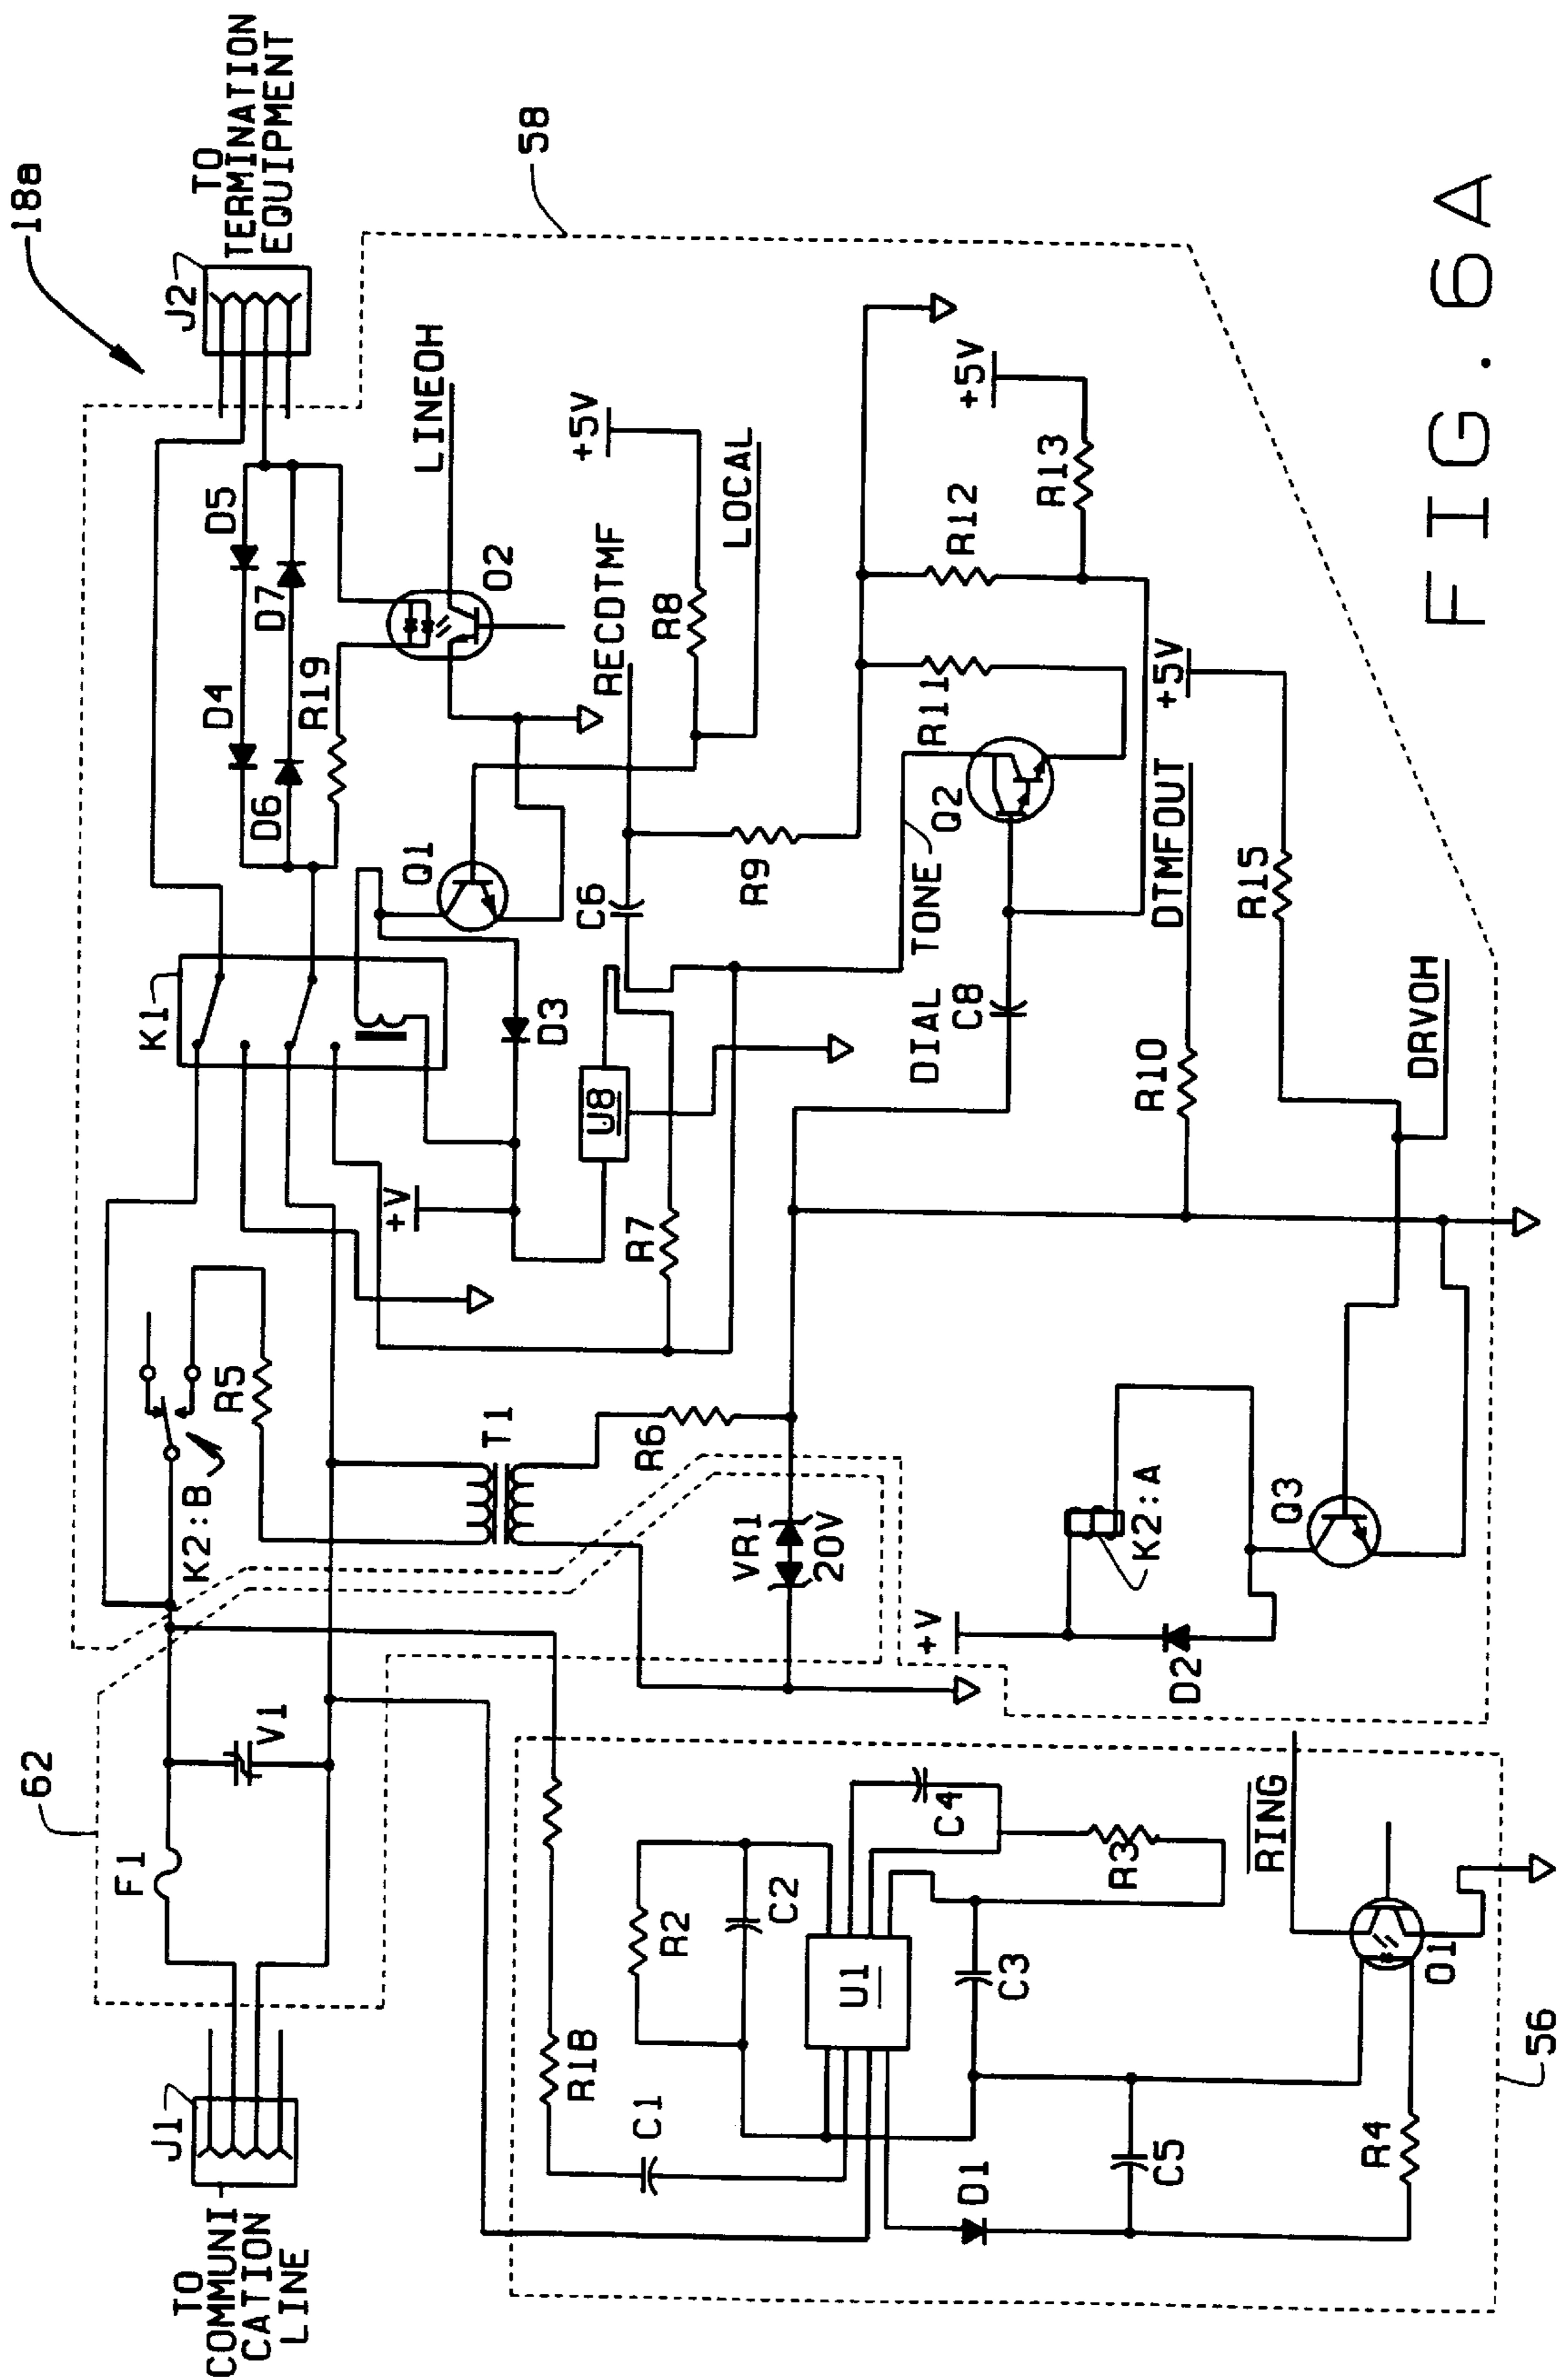 18a
TO
TERMINATION
EQUIPMENT
J2
58
62
TO
COMMUNI-
CATION
LINE
J1
F1
V1
K2:B
R5
K1
D4
D5
D6
D7
R19
LINEOH
O2
Q1
T1
+V
D3
RECDTMF
+5V
R8
LOCAL
C6
U8
R7
R6
R9
VR1
20V
DIAL TONE
C8
Q2
R11
R12
+5V
R13
R1B
C1
R2
C2
U1
C4
C3
R3
D1
C5
R4
RING
O1
56
+V
D2
K2:A
Q3
DTMFOUT
R10
+5V
R15
DRVOH
FIG. 6A